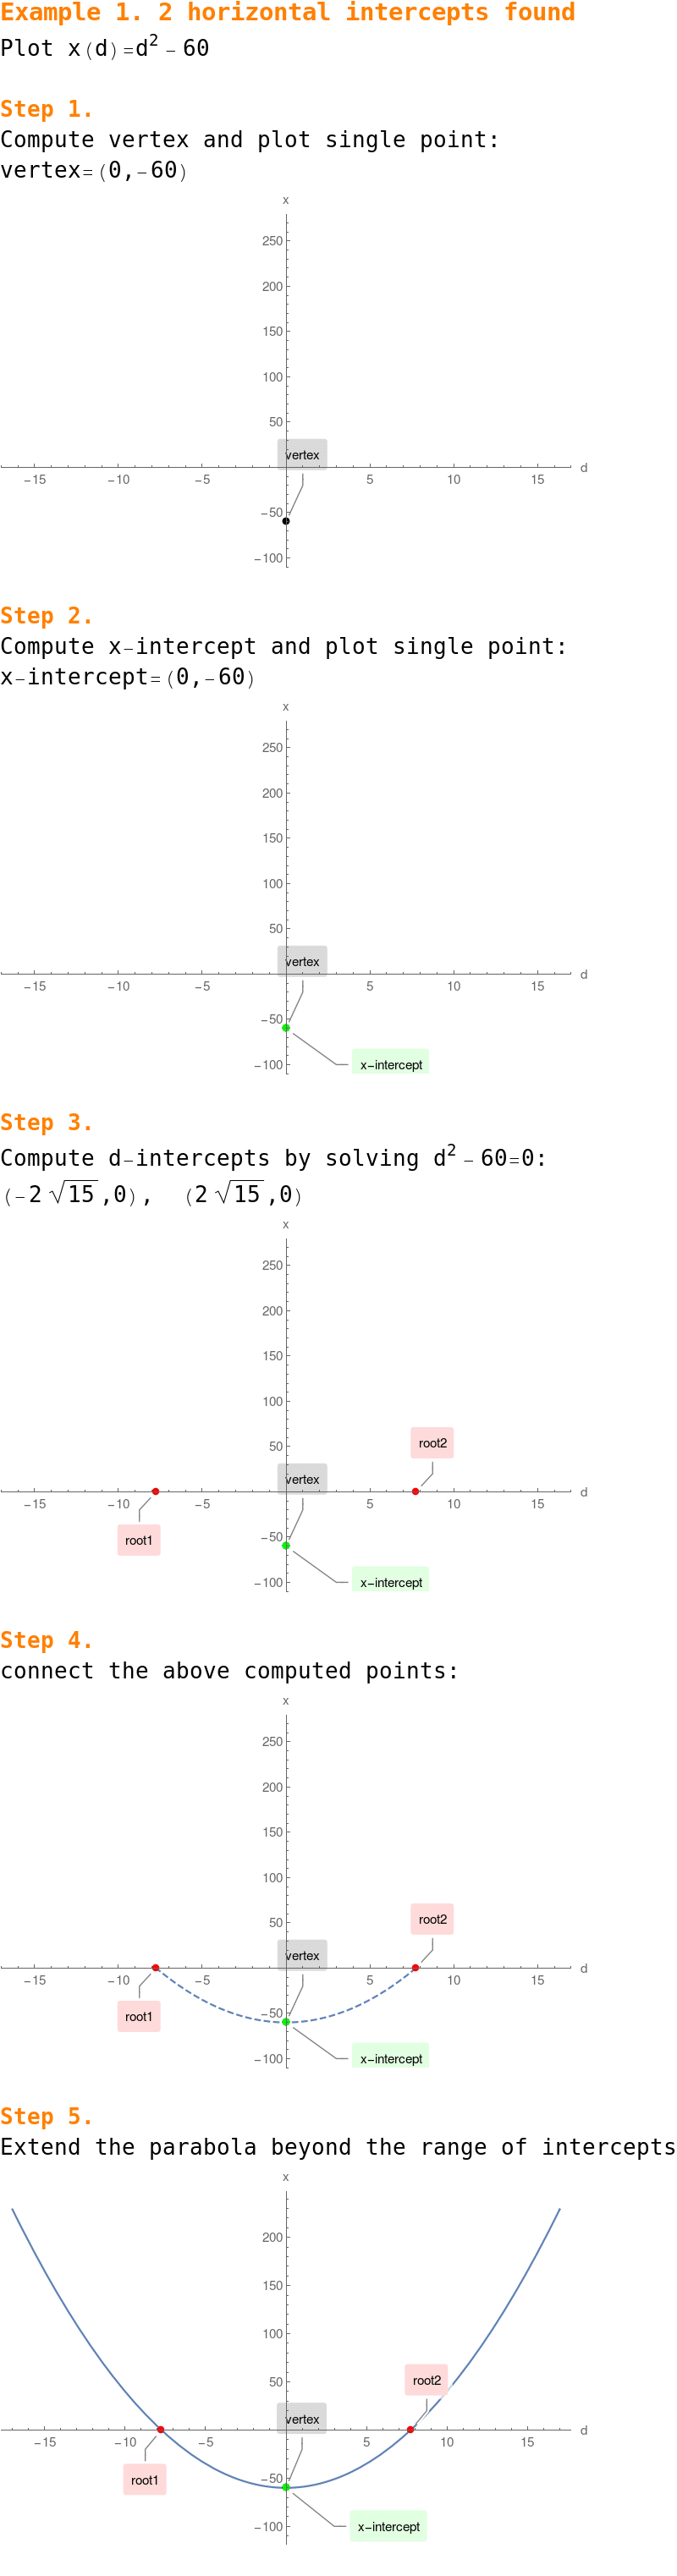 Example 1. 2 horizontal intercepts found
Plot x(d)=d² - 60
Step 1.
Compute vertex and plot single point:
vertex=(0,-60)
x
250
200
150
100
50
vertex
d
-15 -10 -5 5 10 15
-50
-100
Step 2.
Compute x-intercept and plot single point:
x-intercept=(0,-60)
x
250
200
150
100
50
vertex
d
-15 -10 -5 5 10 15
-50
-100
x-intercept
Step 3.
Compute d-intercepts by solving d² - 60=0:
(-2√15,0), (2√15,0)
x
250
200
150
100
50
root2
vertex
d
-15 -10 -5 5 10 15
root1
-50
-100
x-intercept
Step 4.
connect the above computed points:
x
250
200
150
100
50
root2
vertex
d
-15 -10 -5 5 10 15
root1
-50
-100
x-intercept
Step 5.
Extend the parabola beyond the range of intercepts
x
200
150
100
50
root2
vertex
d
-15 -10 -5 5 10 15
root1
-50
-100
x-intercept